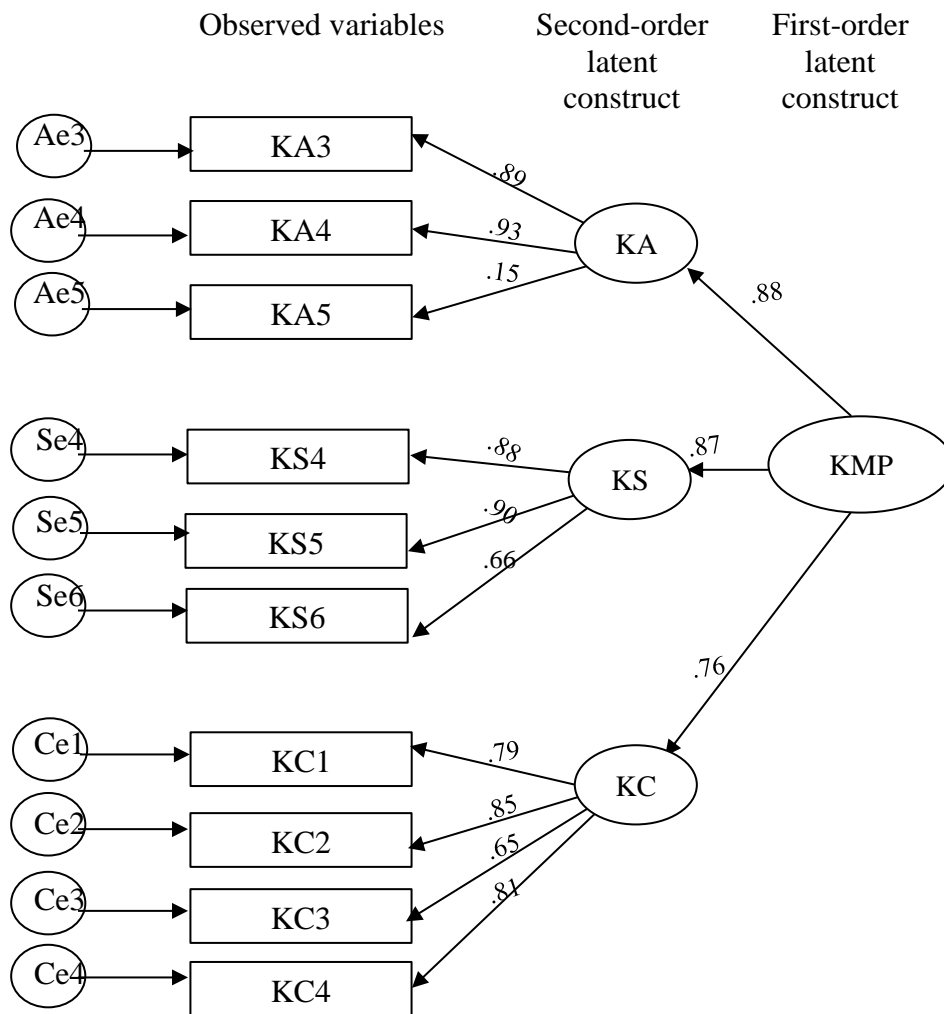 Observed variables
Second-order
latent
construct
First-order
latent
construct
Ae3
KA3
.89
Ae4
KA4
.93
KA
Ae5
KA5
.15
.88
Se4
KS4
.88
KS
.87
KMP
Se5
KS5
.90
Se6
KS6
.66
.76
Ce1
KC1
.79
KC
Ce2
KC2
.85
Ce3
KC3
.65
Ce4
KC4
.81